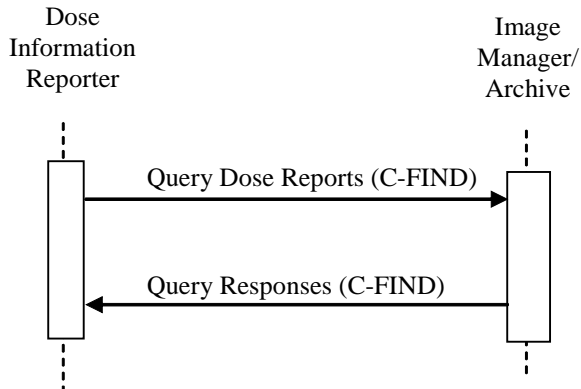 Dose
Information
Reporter
Image
Manager/
Archive
Query Dose Reports (C-FIND)
Query Responses (C-FIND)